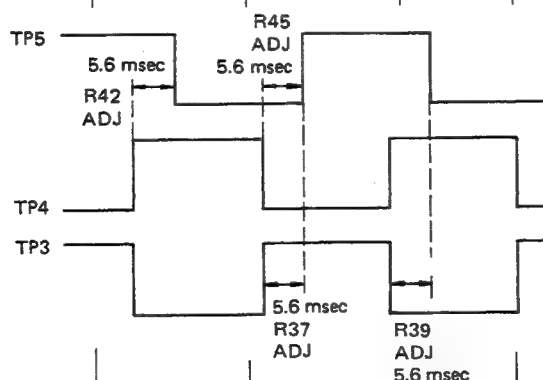 TP5
R45
ADJ
5.6 msec
5.6 msec
R42
ADJ
TP4
TP3
5.6 msec
R37
ADJ
R39
ADJ
5.6 msec